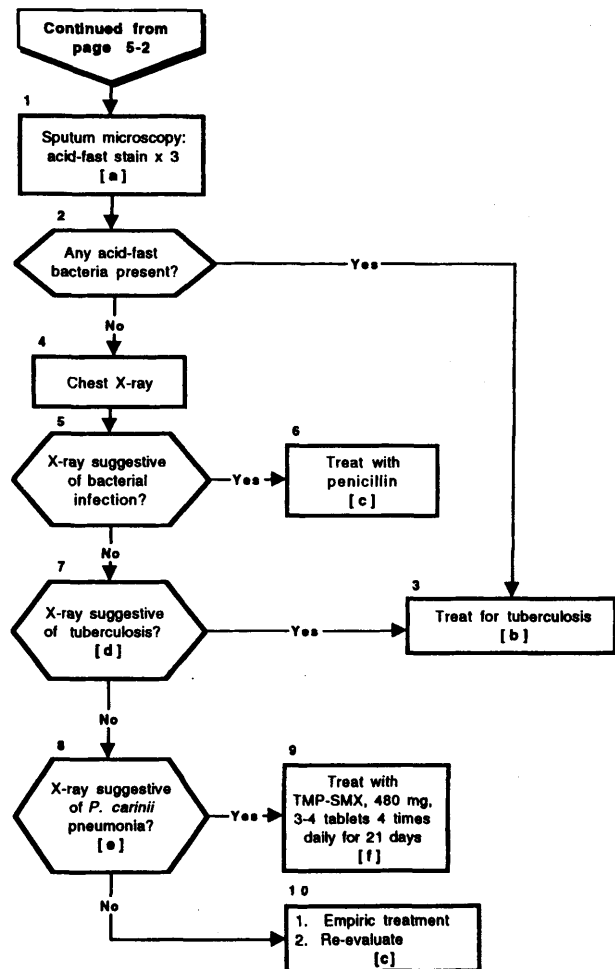 Continued from
page 5-2
1
Sputum microscopy:
acid-fast stain x 3
[a]
2
Any acid-fast
bacteria present?
Yes
No
4
Chest X-ray
5
X-ray suggestive
of bacterial
infection?
Yes
6
Treat with
penicillin
[c]
No
7
X-ray suggestive
of tuberculosis?
[d]
Yes
3
Treat for tuberculosis
[b]
No
8
X-ray suggestive
of P. carinii
pneumonia?
[e]
Yes
9
Treat with
TMP-SMX, 480 mg,
3-4 tablets 4 times
daily for 21 days
[f]
No
10
1. Empiric treatment
2. Re-evaluate
[c]